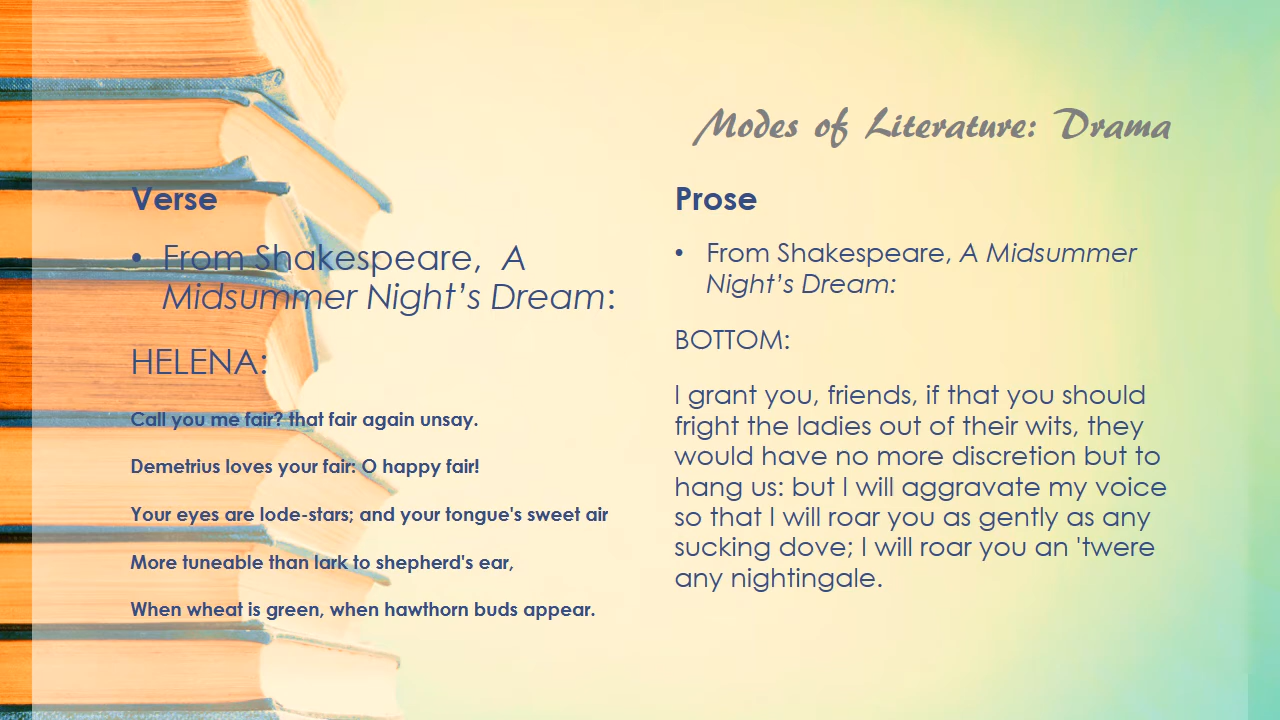 Modes of Literature: Drama
Verse
• From Shakespeare, A
Midsummer Night’s Dream:
HELENA:
Call you me fair? that fair again unsay.
Demetrius loves your fair: O happy fair!
Your eyes are lode-stars; and your tongue's sweet air
More tuneable than lark to shepherd's ear,
When wheat is green, when hawthorn buds appear.
Prose
• From Shakespeare, A Midsummer
Night’s Dream:
BOTTOM:
I grant you, friends, if that you should
fright the ladies out of their wits, they
would have no more discretion but to
hang us: but I will aggravate my voice
so that I will roar you as gently as any
sucking dove; I will roar you an 'twere
any nightingale.